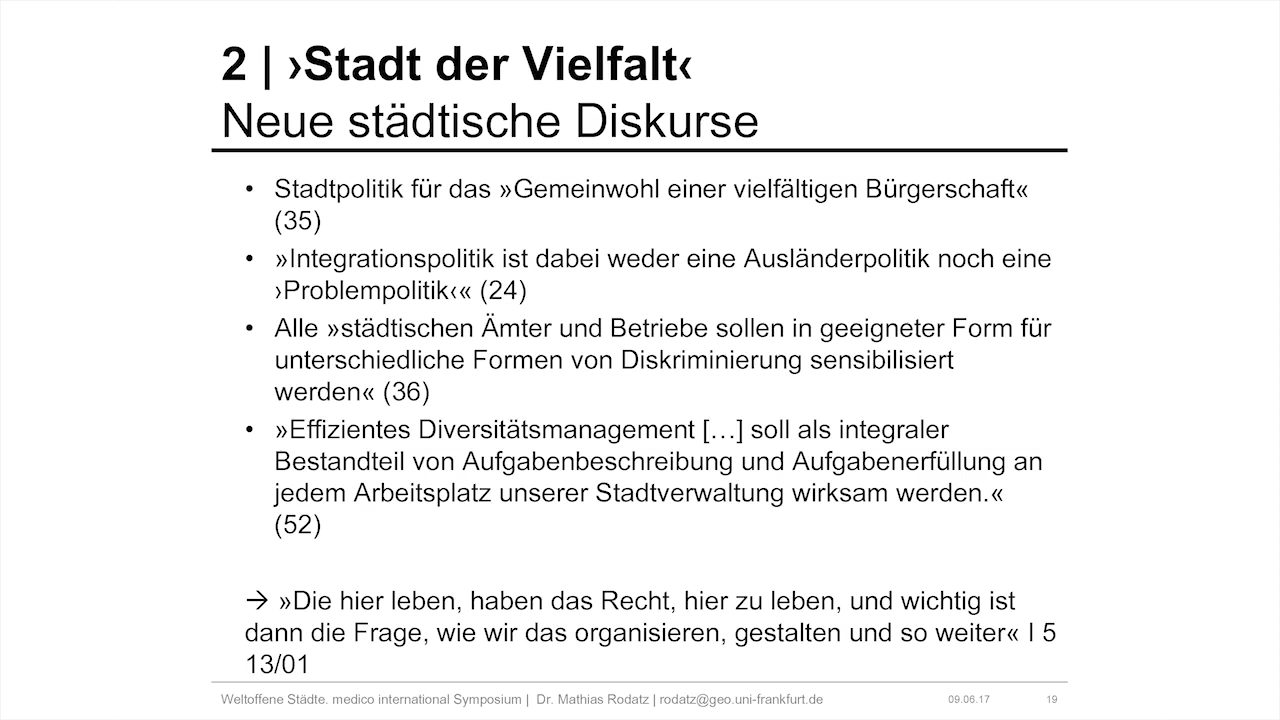 2 | ›Stadt der Vielfalt‹
Neue städtische Diskurse
• Stadtpolitik für das »Gemeinwohl einer vielfältigen Bürgerschaft«
(35)
• »Integrationspolitik ist dabei weder eine Ausländerpolitik noch eine
›Problempolitik‹« (24)
• Alle »städtischen Ämter und Betriebe sollen in geeigneter Form für
unterschiedliche Formen von Diskriminierung sensibilisiert
werden« (36)
• »Effizientes Diversitätsmanagement […] soll als integraler
Bestandteil von Aufgabenbeschreibung und Aufgabenerfüllung an
jedem Arbeitsplatz unserer Stadtverwaltung wirksam werden.«
(52)
→ »Die hier leben, haben das Recht, hier zu leben, und wichtig ist
dann die Frage, wie wir das organisieren, gestalten und so weiter« I 5
13/01
Weltoffene Städte. medico international Symposium | Dr. Mathias Rodatz | rodatz@geo.uni-frankfurt.de 09.06.17 19